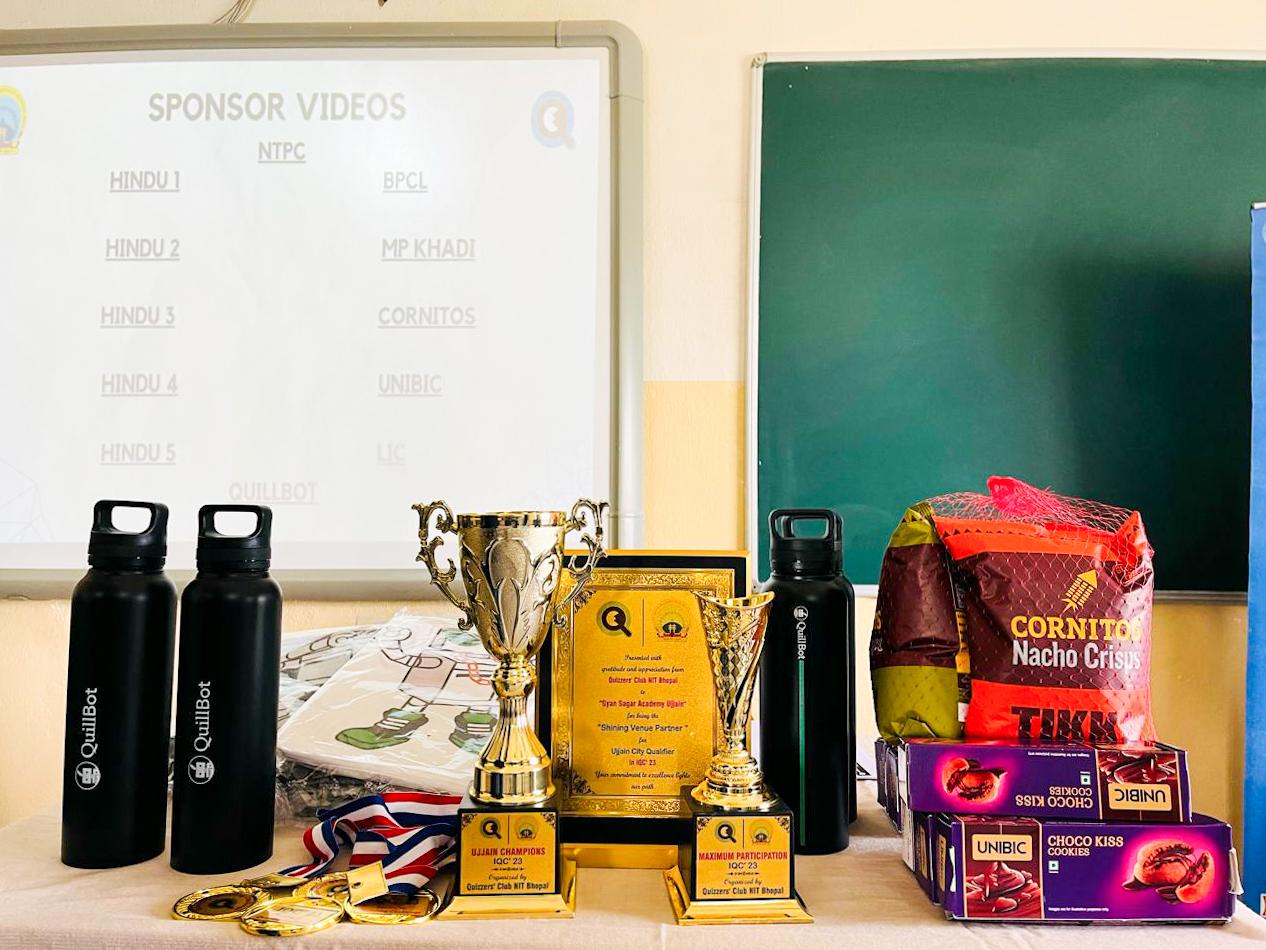 SPONSOR VIDEOS
NTPC
HINDU 1
BPCL
HINDU 2
MP KHADI
HINDU 3
CORNITOS
HINDU 4
UNIBIC
HINDU 5
LIC
QUILLBOT
QuillBot
QuillBot
QuillBot
Presented with
gratitude and appreciation from
Quizzers' Club NIT Bhopal
to
"Gyan Sagar Academy Ujjain"
for being the
"Shining Venue Partner"
for
Ujjain City Qualifier
in IQC' 23
Your commitment to excellence lights
our path
UJJAIN CHAMPIONS
IQC' 23
Organized by
Quizzers' Club NIT Bhopal
MAXIMUM PARTICIPATION
IQC' 23
Organized by
Quizzers' Club NIT Bhopal
CORNITOS
Nacho Crisps
CHOCO KISS
COOKIES
UNIBIC
UNIBIC
CHOCO KISS
COOKIES